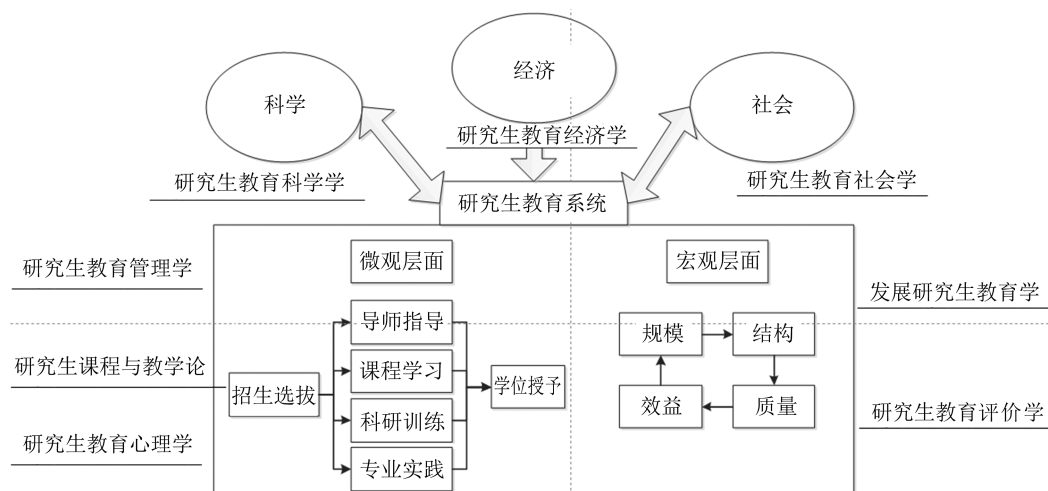 经济
科学
社会
研究生教育经济学
研究生教育科学学
研究生教育社会学
研究生教育系统
微观层面
宏观层面
研究生教育管理学
发展研究生教育学
导师指导
规模
结构
研究生课程与教学论
课程学习
招生选拔
学位授予
科研训练
效益
质量
研究生教育评价学
研究生教育心理学
专业实践